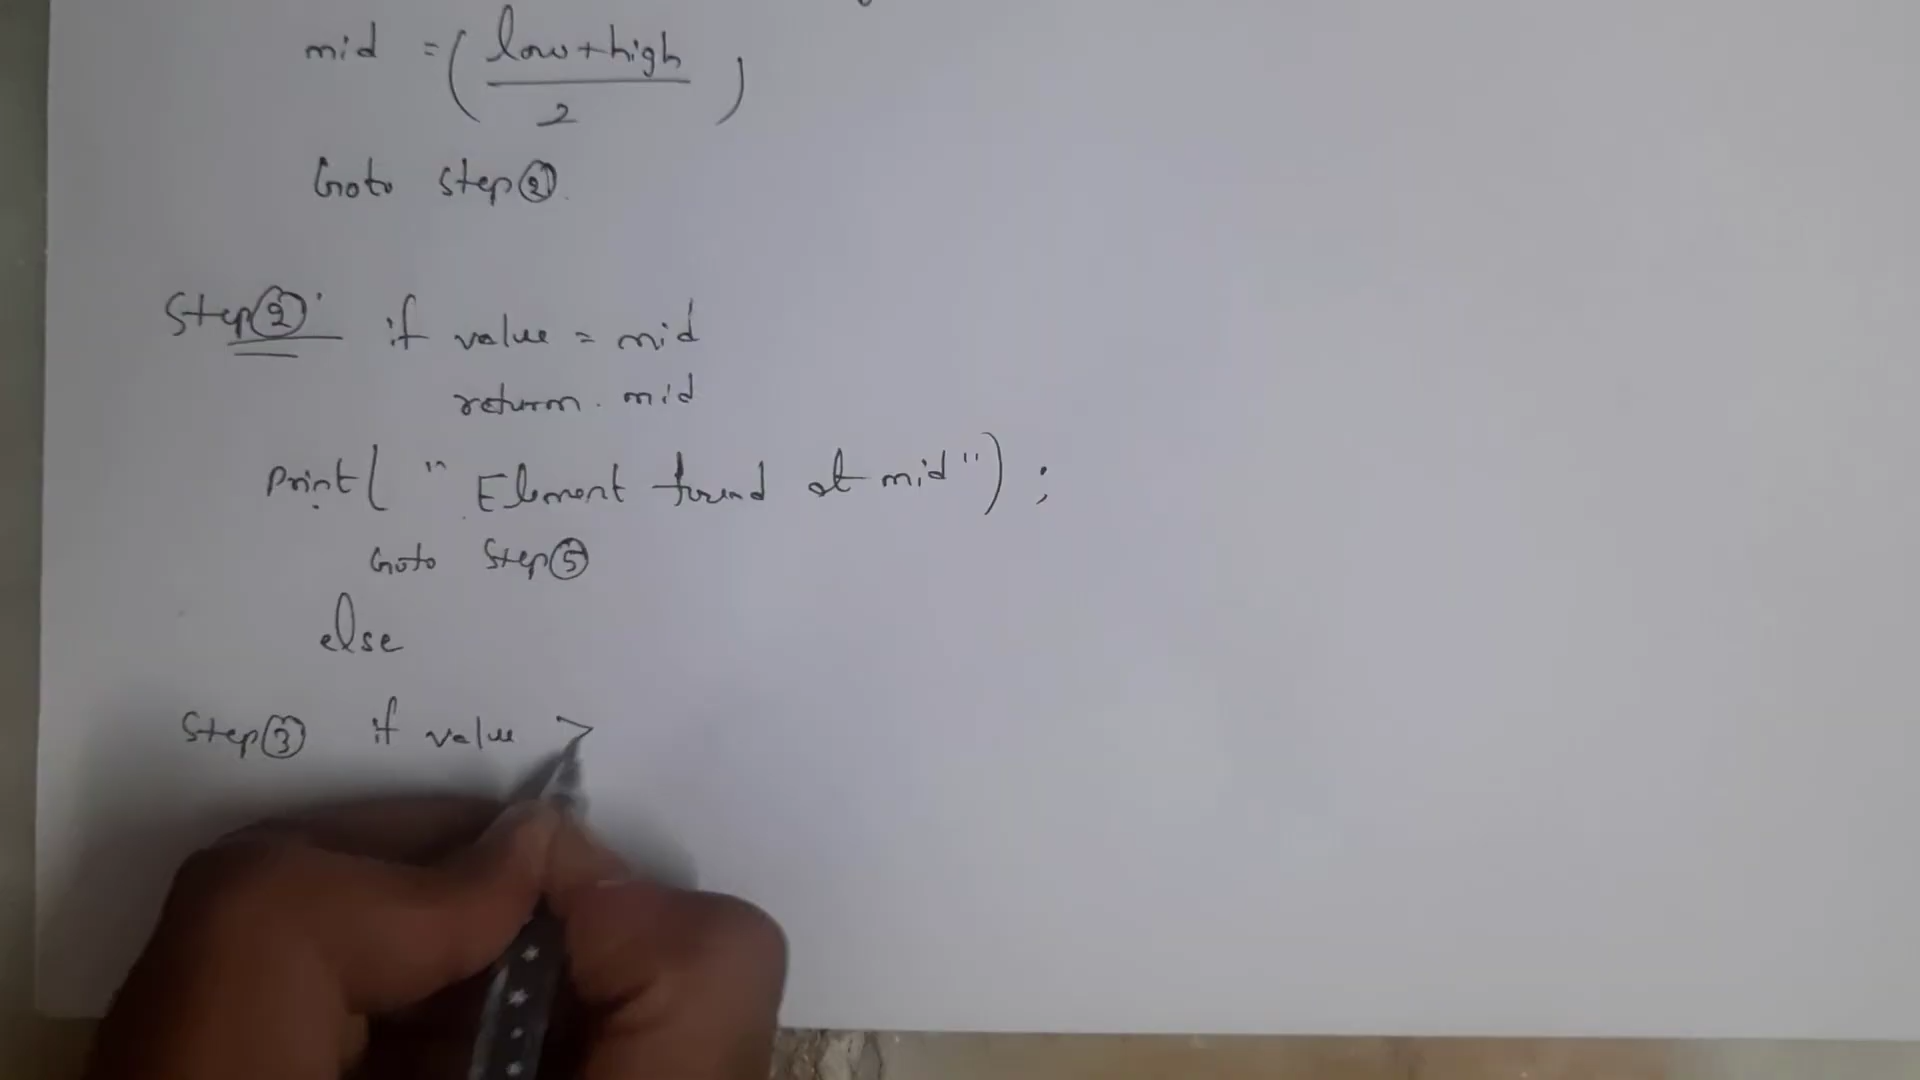 mid = ( low+high / 2 )
Goto step ②.
Step ② if value = mid
return. mid
Print( " Element found at mid" ) ;
Goto Step ⑤
else
Step ③ if value >